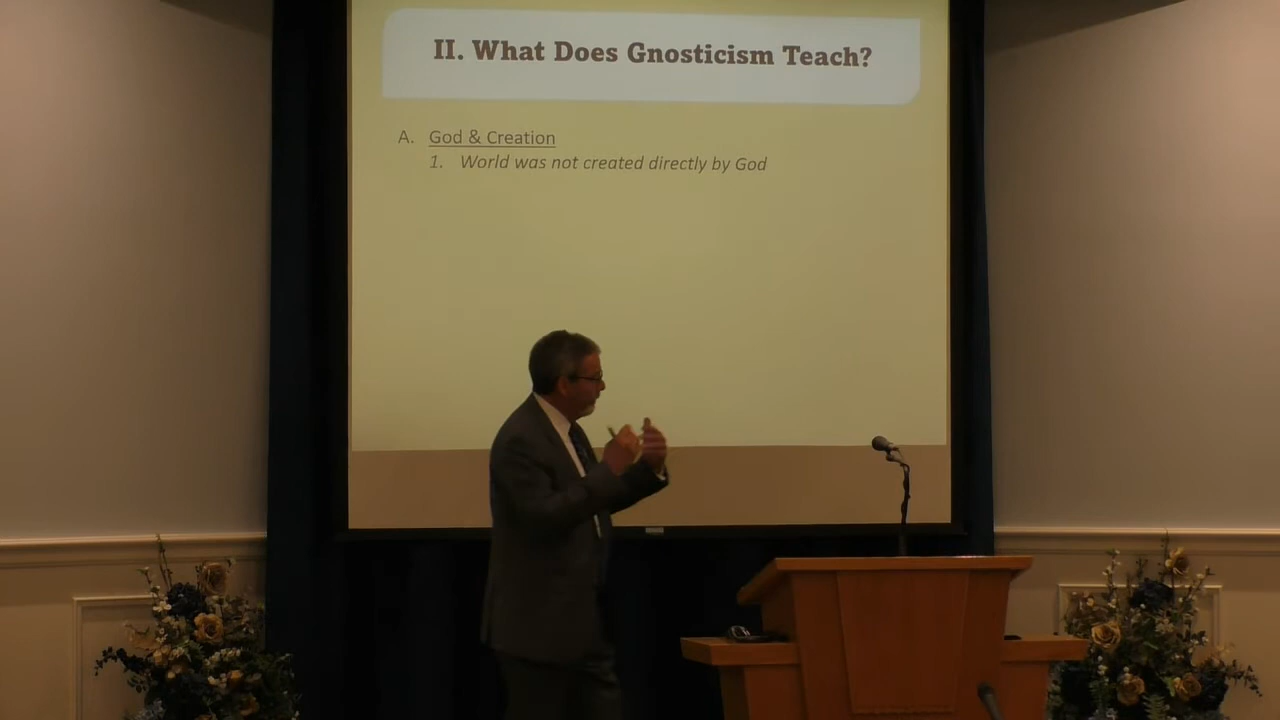 II. What Does Gnosticism Teach?
A. God & Creation
1. World was not created directly by God